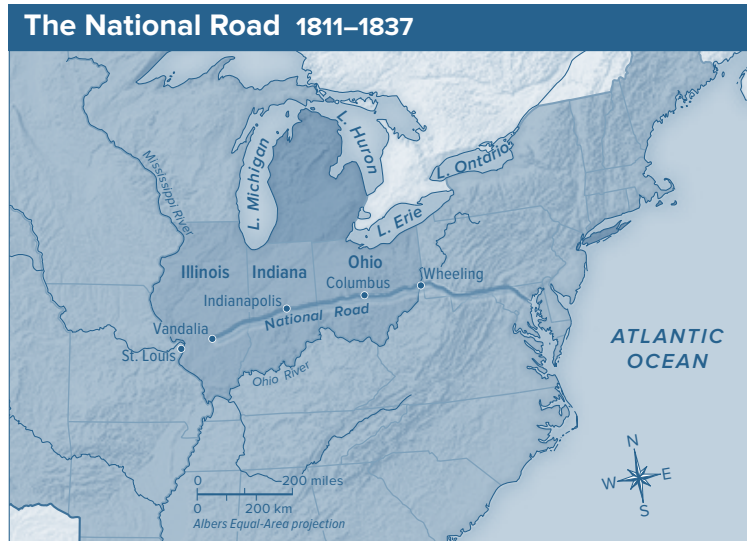 The National Road 1811–1837
L. Huron
L. Michigan
L. Ontario
Mississippi River
L. Erie
Illinois
Indiana
Ohio
Columbus
Wheeling
Indianapolis
National Road
Vandalia
St. Louis
Ohio River
ATLANTIC
OCEAN
N
W
E
S
0
200 miles
0
200 km
Albers Equal-Area projection